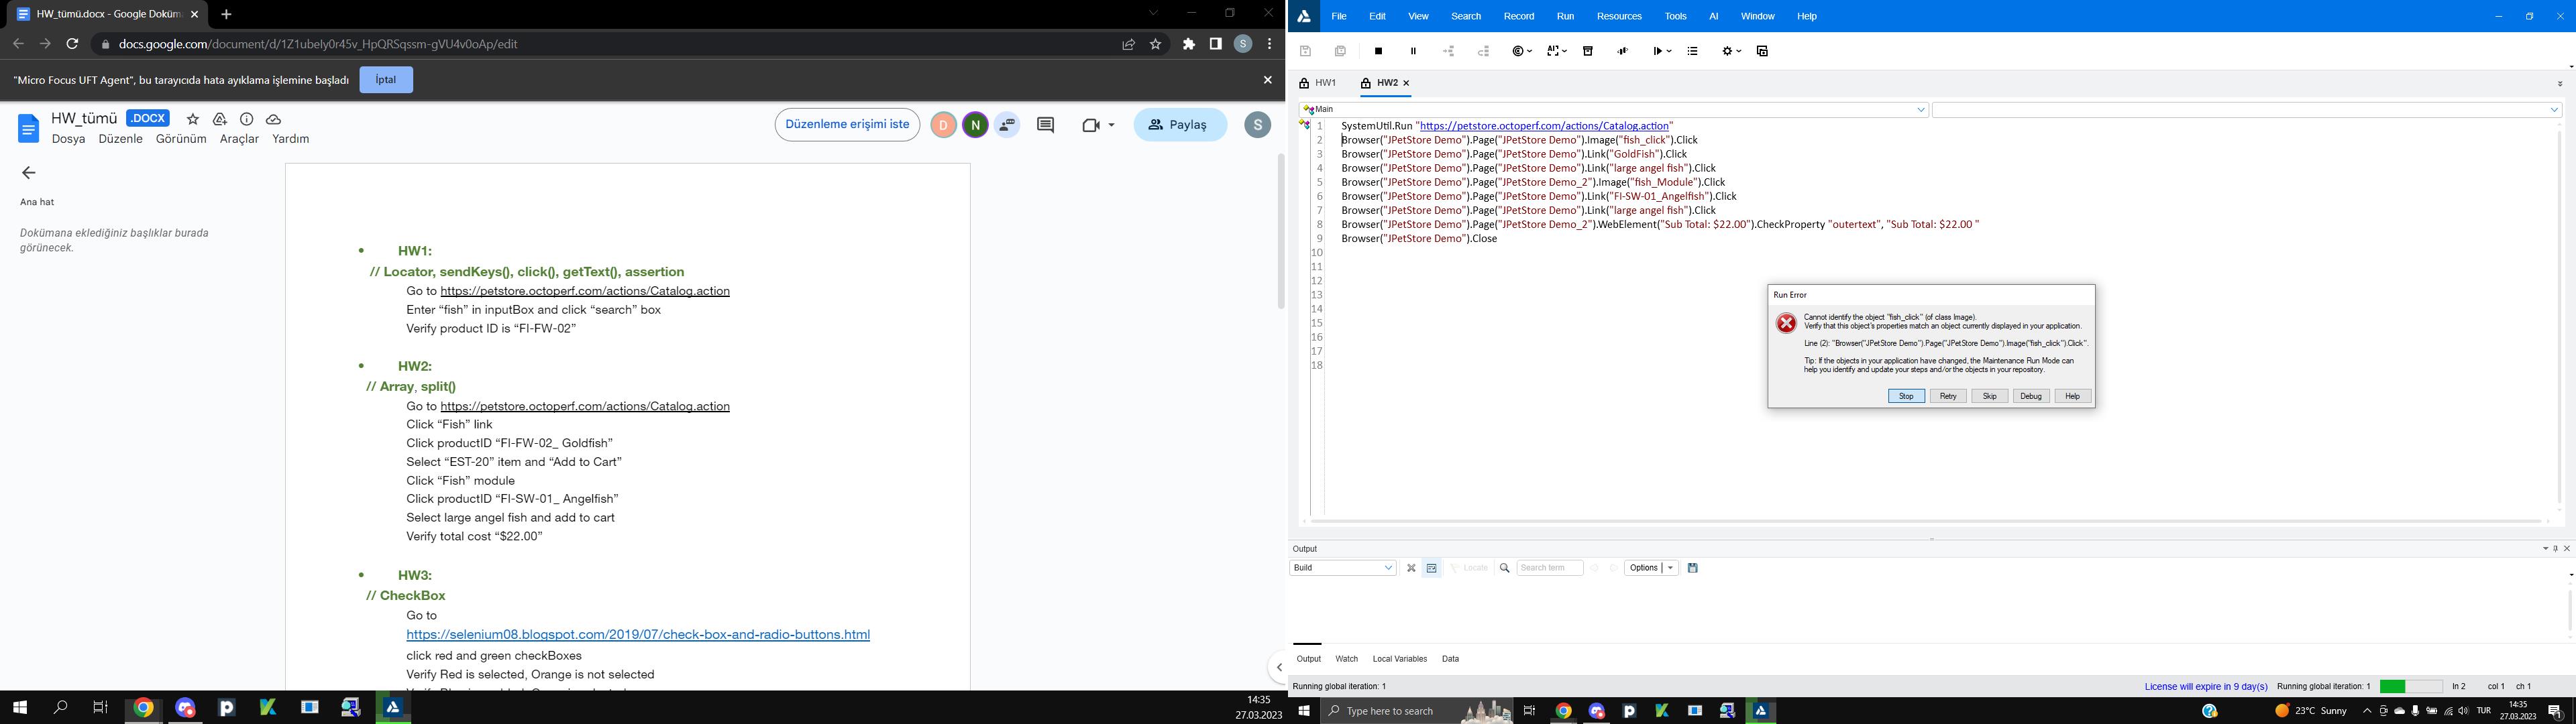 HW_tümü.docx - Google Doküm
docs.google.com/document/d/1Z1ubeIy0r45v_HpQRSqssm-gVU4v0oAp/edit
S
"Micro Focus UFT Agent", bu tarayıcıda hata ayıklama işlemine başladı
İptal
HW_tümü
.DOCX
Dosya Düzenle Görünüm Araçlar Yardım
Düzenleme erişimi iste
D
N
Paylaş
S
Ana hat
Dokümana eklediğiniz başlıklar burada
görünecek.
• HW1:
// Locator, sendKeys(), click(), getText(), assertion
Go to https://petstore.octoperf.com/actions/Catalog.action
Enter “fish” in inputBox and click “search” box
Verify product ID is “FI-FW-02”
• HW2:
// Array, split()
Go to https://petstore.octoperf.com/actions/Catalog.action
Click “Fish” link
Click productID “FI-FW-02_ Goldfish”
Select “EST-20” item and “Add to Cart”
Click “Fish” module
Click productID “FI-SW-01_ Angelfish”
Select large angel fish and add to cart
Verify total cost “$22.00”
• HW3:
// CheckBox
Go to
https://selenium08.blogspot.com/2019/07/check-box-and-radio-buttons.html
click red and green checkBoxes
Verify Red is selected, Orange is not selected
14:35
27.03.2023
File Edit View Search Record Run Resources Tools AI Window Help
HW1
HW2
Main
1 SystemUtil.Run "https://petstore.octoperf.com/actions/Catalog.action"
2 Browser("JPetStore Demo").Page("JPetStore Demo").Image("fish_click").Click
3 Browser("JPetStore Demo").Page("JPetStore Demo").Link("GoldFish").Click
4 Browser("JPetStore Demo").Page("JPetStore Demo").Link("large angel fish").Click
5 Browser("JPetStore Demo").Page("JPetStore Demo_2").Image("fish_Module").Click
6 Browser("JPetStore Demo").Page("JPetStore Demo").Link("FI-SW-01_Angelfish").Click
7 Browser("JPetStore Demo").Page("JPetStore Demo").Link("large angel fish").Click
8 Browser("JPetStore Demo").Page("JPetStore Demo_2").WebElement("Sub Total: $22.00").CheckProperty "outertext", "Sub Total: $22.00 "
9 Browser("JPetStore Demo").Close
10
11
12
13
14
15
16
17
18
Run Error
Cannot identify the object "fish_click" (of class Image).
Verify that this object's properties match an object currently displayed in your application.
Line (2): "Browser("JPetStore Demo").Page("JPetStore Demo").Image("fish_click").Click".
Tip: If the objects in your application have changed, the Maintenance Run Mode can
help you identify and update your steps and/or the objects in your repository.
Stop Retry Skip Debug Help
Output
Build
Locate
Search term
Options
Output Watch Local Variables Data
Running global iteration: 1
License will expire in 9 day(s)
Running global iteration: 1
ln 2 col 1 ch 1
Type here to search
23°C Sunny
TUR
14:35
27.03.2023